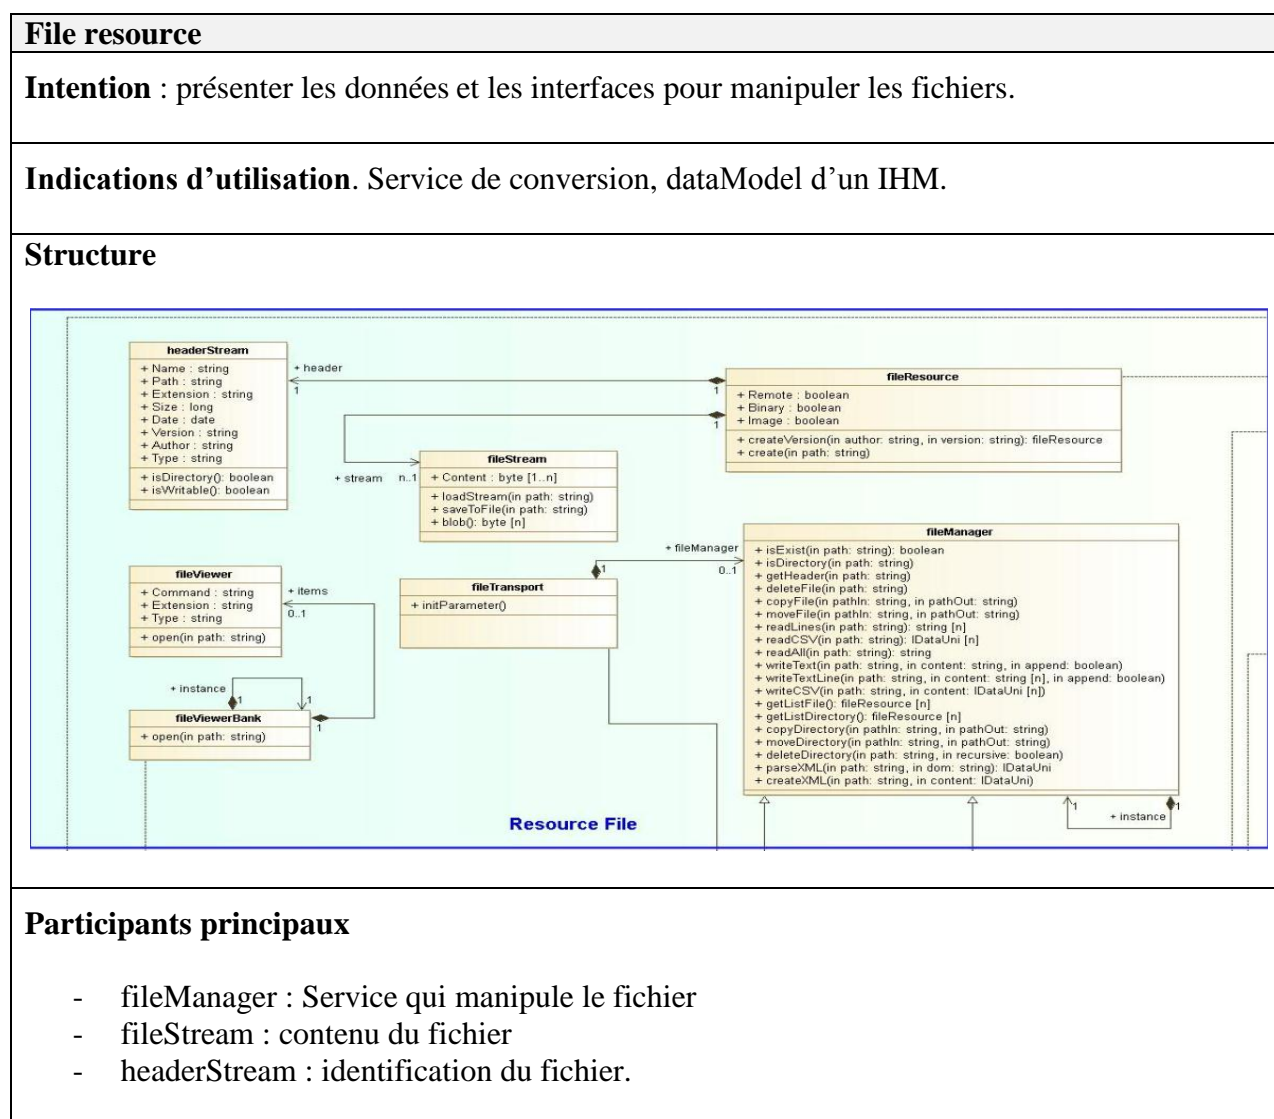 File resource
Intention : présenter les données et les interfaces pour manipuler les fichiers.
Indications d’utilisation. Service de conversion, dataModel d’un IHM.
Structure
headerStream
+ Name : string
+ Path : string
+ Extension : string
+ Size : long
+ Date : date
+ Version : string
+ Author : string
+ Type : string
+ isDirectory(): boolean
+ isWritable(): boolean
+ header
1
1
fileResource
+ Remote : boolean
+ Binary : boolean
+ Image : boolean
+ createVersion(in author: string, in version: string): fileResource
+ create(in path: string)
1
+ stream
n..1
fileStream
+ Content : byte [1..n]
+ loadStream(in path: string)
+ saveToFile(in path: string)
+ blob(): byte [n]
fileViewer
+ Command : string
+ Extension : string
+ Type : string
+ open(in path: string)
+ items
0..1
+ instance
1
1
fileViewerBank
+ open(in path: string)
1
fileTransport
+ initParameter()
1
+ fileManager
0..1
fileManager
+ isExist(in path: string): boolean
+ isDirectory(in path: string)
+ getHeader(in path: string)
+ deleteFile(in path: string)
+ copyFile(in pathIn: string, in pathOut: string)
+ moveFile(in pathIn: string, in pathOut: string)
+ readLines(in path: string): string [n]
+ readCSV(in path: string): IDataUni [n]
+ readAll(in path: string): string
+ writeText(in path: string, in content: string, in append: boolean)
+ writeTextLine(in path: string, in content: string [n], in append: boolean)
+ writeCSV(in path: string, in content: IDataUni [n])
+ getListFile(): fileResource [n]
+ getListDirectory(): fileResource [n]
+ copyDirectory(in pathIn: string, in pathOut: string)
+ moveDirectory(in pathIn: string, in pathOut: string)
+ deleteDirectory(in path: string, in recursive: boolean)
+ parseXML(in path: string, in dom: string): IDataUni
+ createXML(in path: string, in content: IDataUni)
1
1
+ instance
Resource File
Participants principaux
- fileManager : Service qui manipule le fichier
- fileStream : contenu du fichier
- headerStream : identification du fichier.